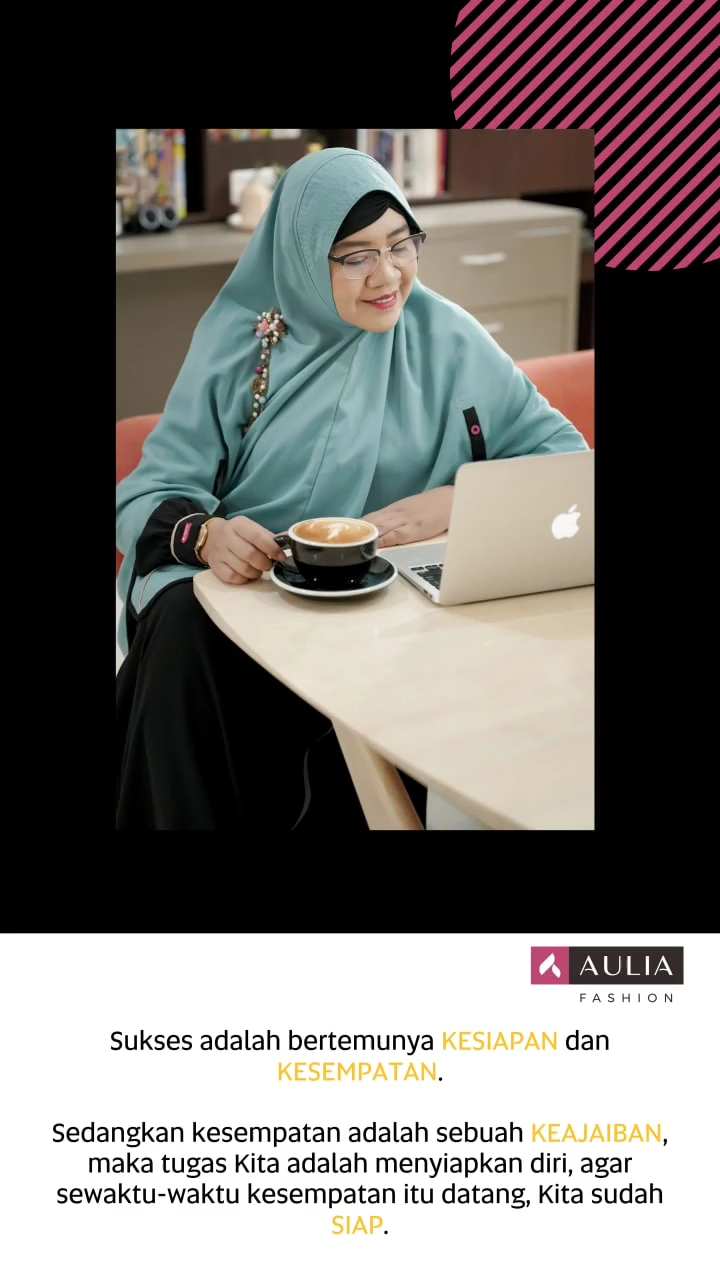 AULIA
FASHION
Sukses adalah bertemunya KESIAPAN dan
KESEMPATAN.
Sedangkan kesempatan adalah sebuah KEAJAIBAN,
maka tugas Kita adalah menyiapkan diri, agar
sewaktu-waktu kesempatan itu datang, Kita sudah
SIAP.